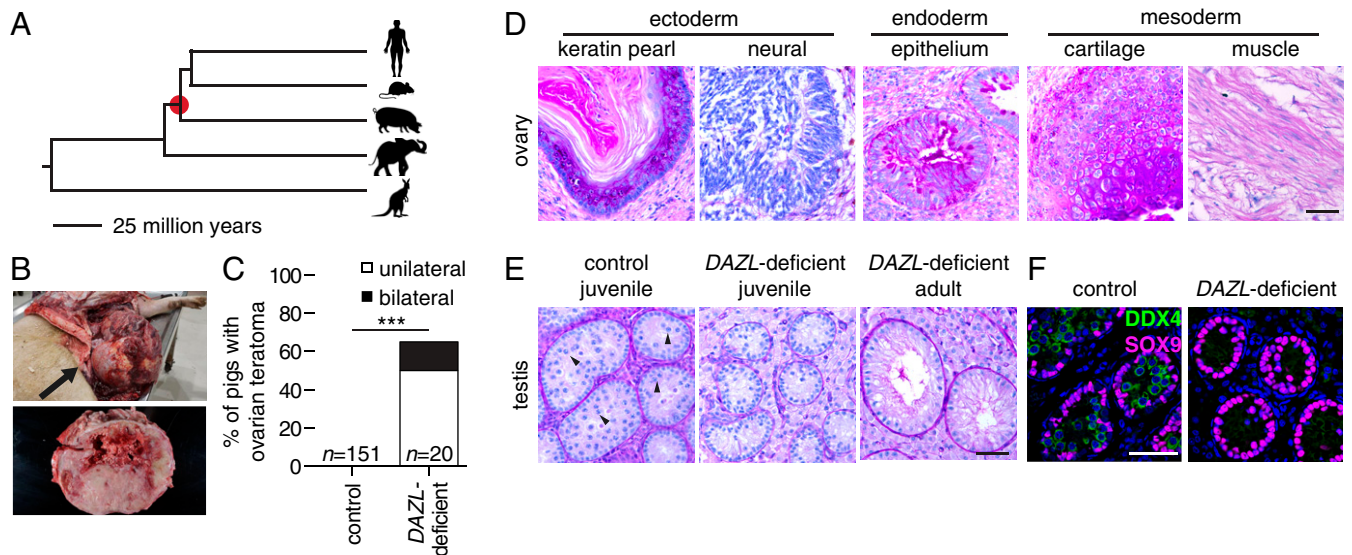 A
25 million years
B
C
unilateral
bilateral
***
% of pigs with
ovarian teratoma
100
80
60
40
20
0
n=151
n=20
control
DAZL-
deficient
D
ectoderm
endoderm
mesoderm
keratin pearl
neural
epithelium
cartilage
muscle
ovary
E
control
juvenile
DAZL-deficient
juvenile
DAZL-deficient
adult
testis
F
control
DAZL-deficient
DDX4
SOX9